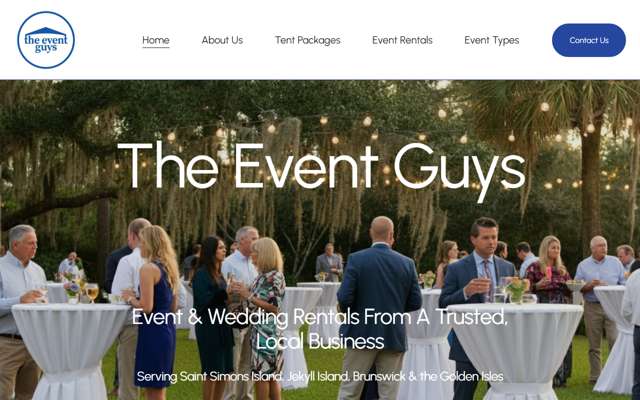 the event
guys
Home
About Us
Tent Packages
Event Rentals
Event Types
Contact Us
The Event Guys
Event & Wedding Rentals From A Trusted,
Local Business
Serving Saint Simons Island, Jekyll Island, Brunswick & the Golden Isles